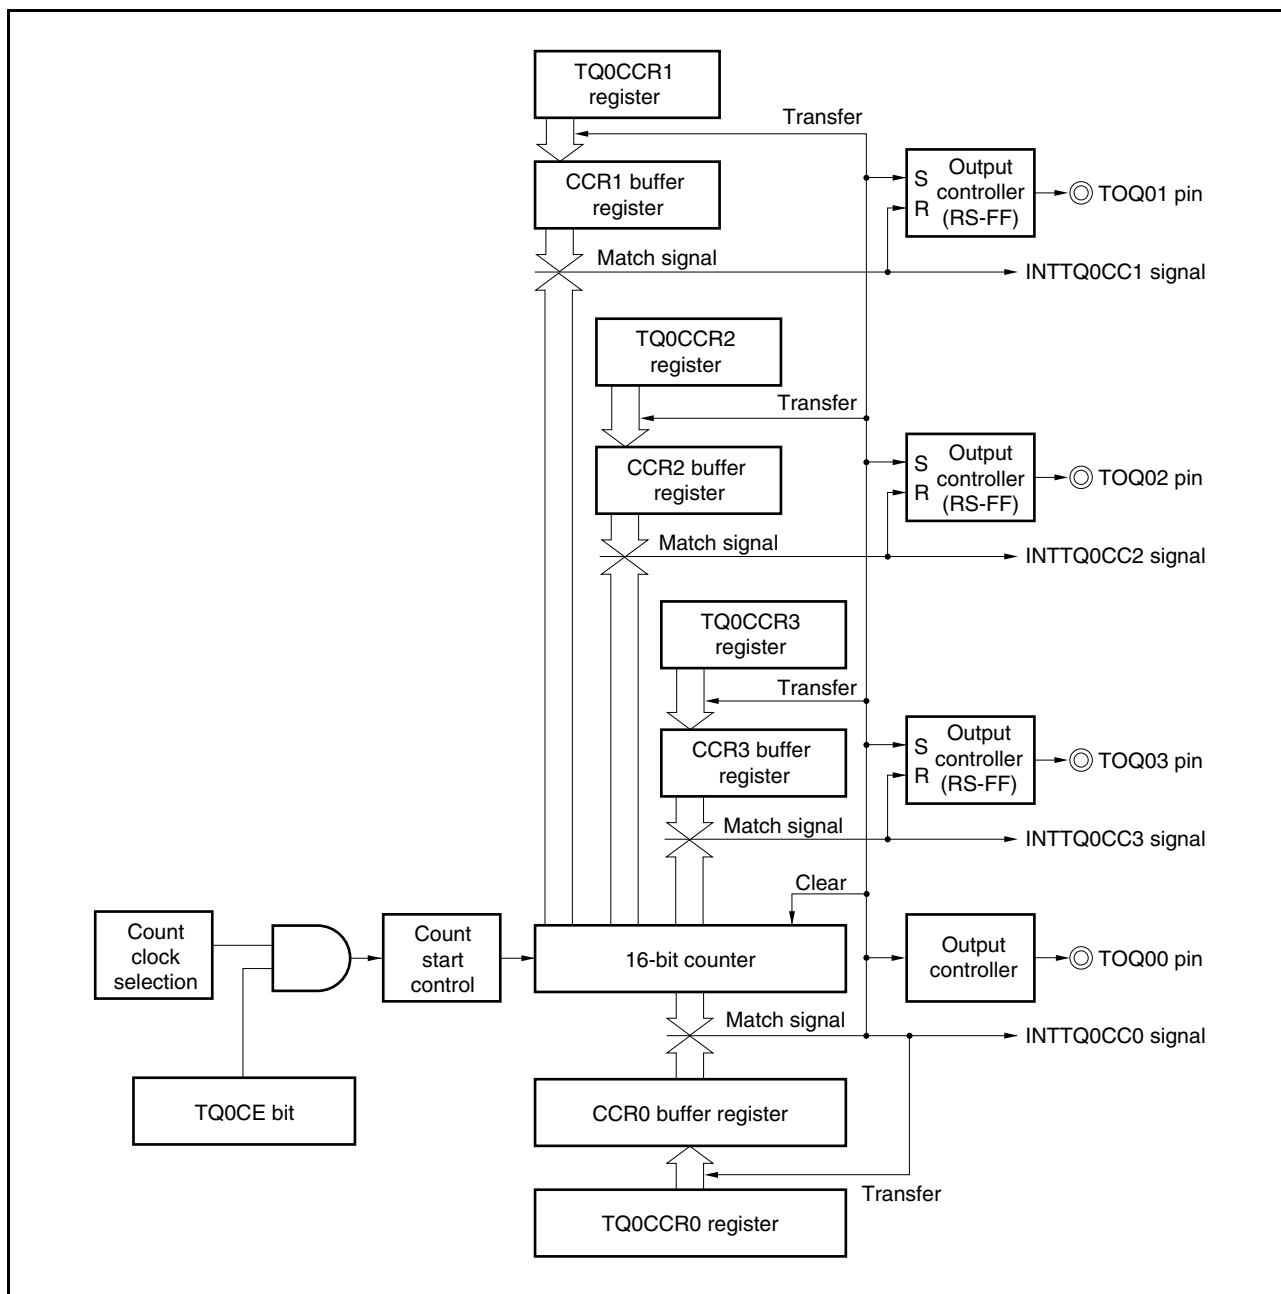 TQ0CCR1
register
Transfer
CCR1 buffer
register
S
R
Output
controller
(RS-FF)
TOQ01 pin
Match signal
INTTQ0CC1 signal
TQ0CCR2
register
Transfer
CCR2 buffer
register
S
R
Output
controller
(RS-FF)
TOQ02 pin
Match signal
INTTQ0CC2 signal
TQ0CCR3
register
Transfer
CCR3 buffer
register
S
R
Output
controller
(RS-FF)
TOQ03 pin
Match signal
INTTQ0CC3 signal
Clear
Count
clock
selection
Count
start
control
16-bit counter
Output
controller
TOQ00 pin
Match signal
INTTQ0CC0 signal
TQ0CE bit
CCR0 buffer register
Transfer
TQ0CCR0 register